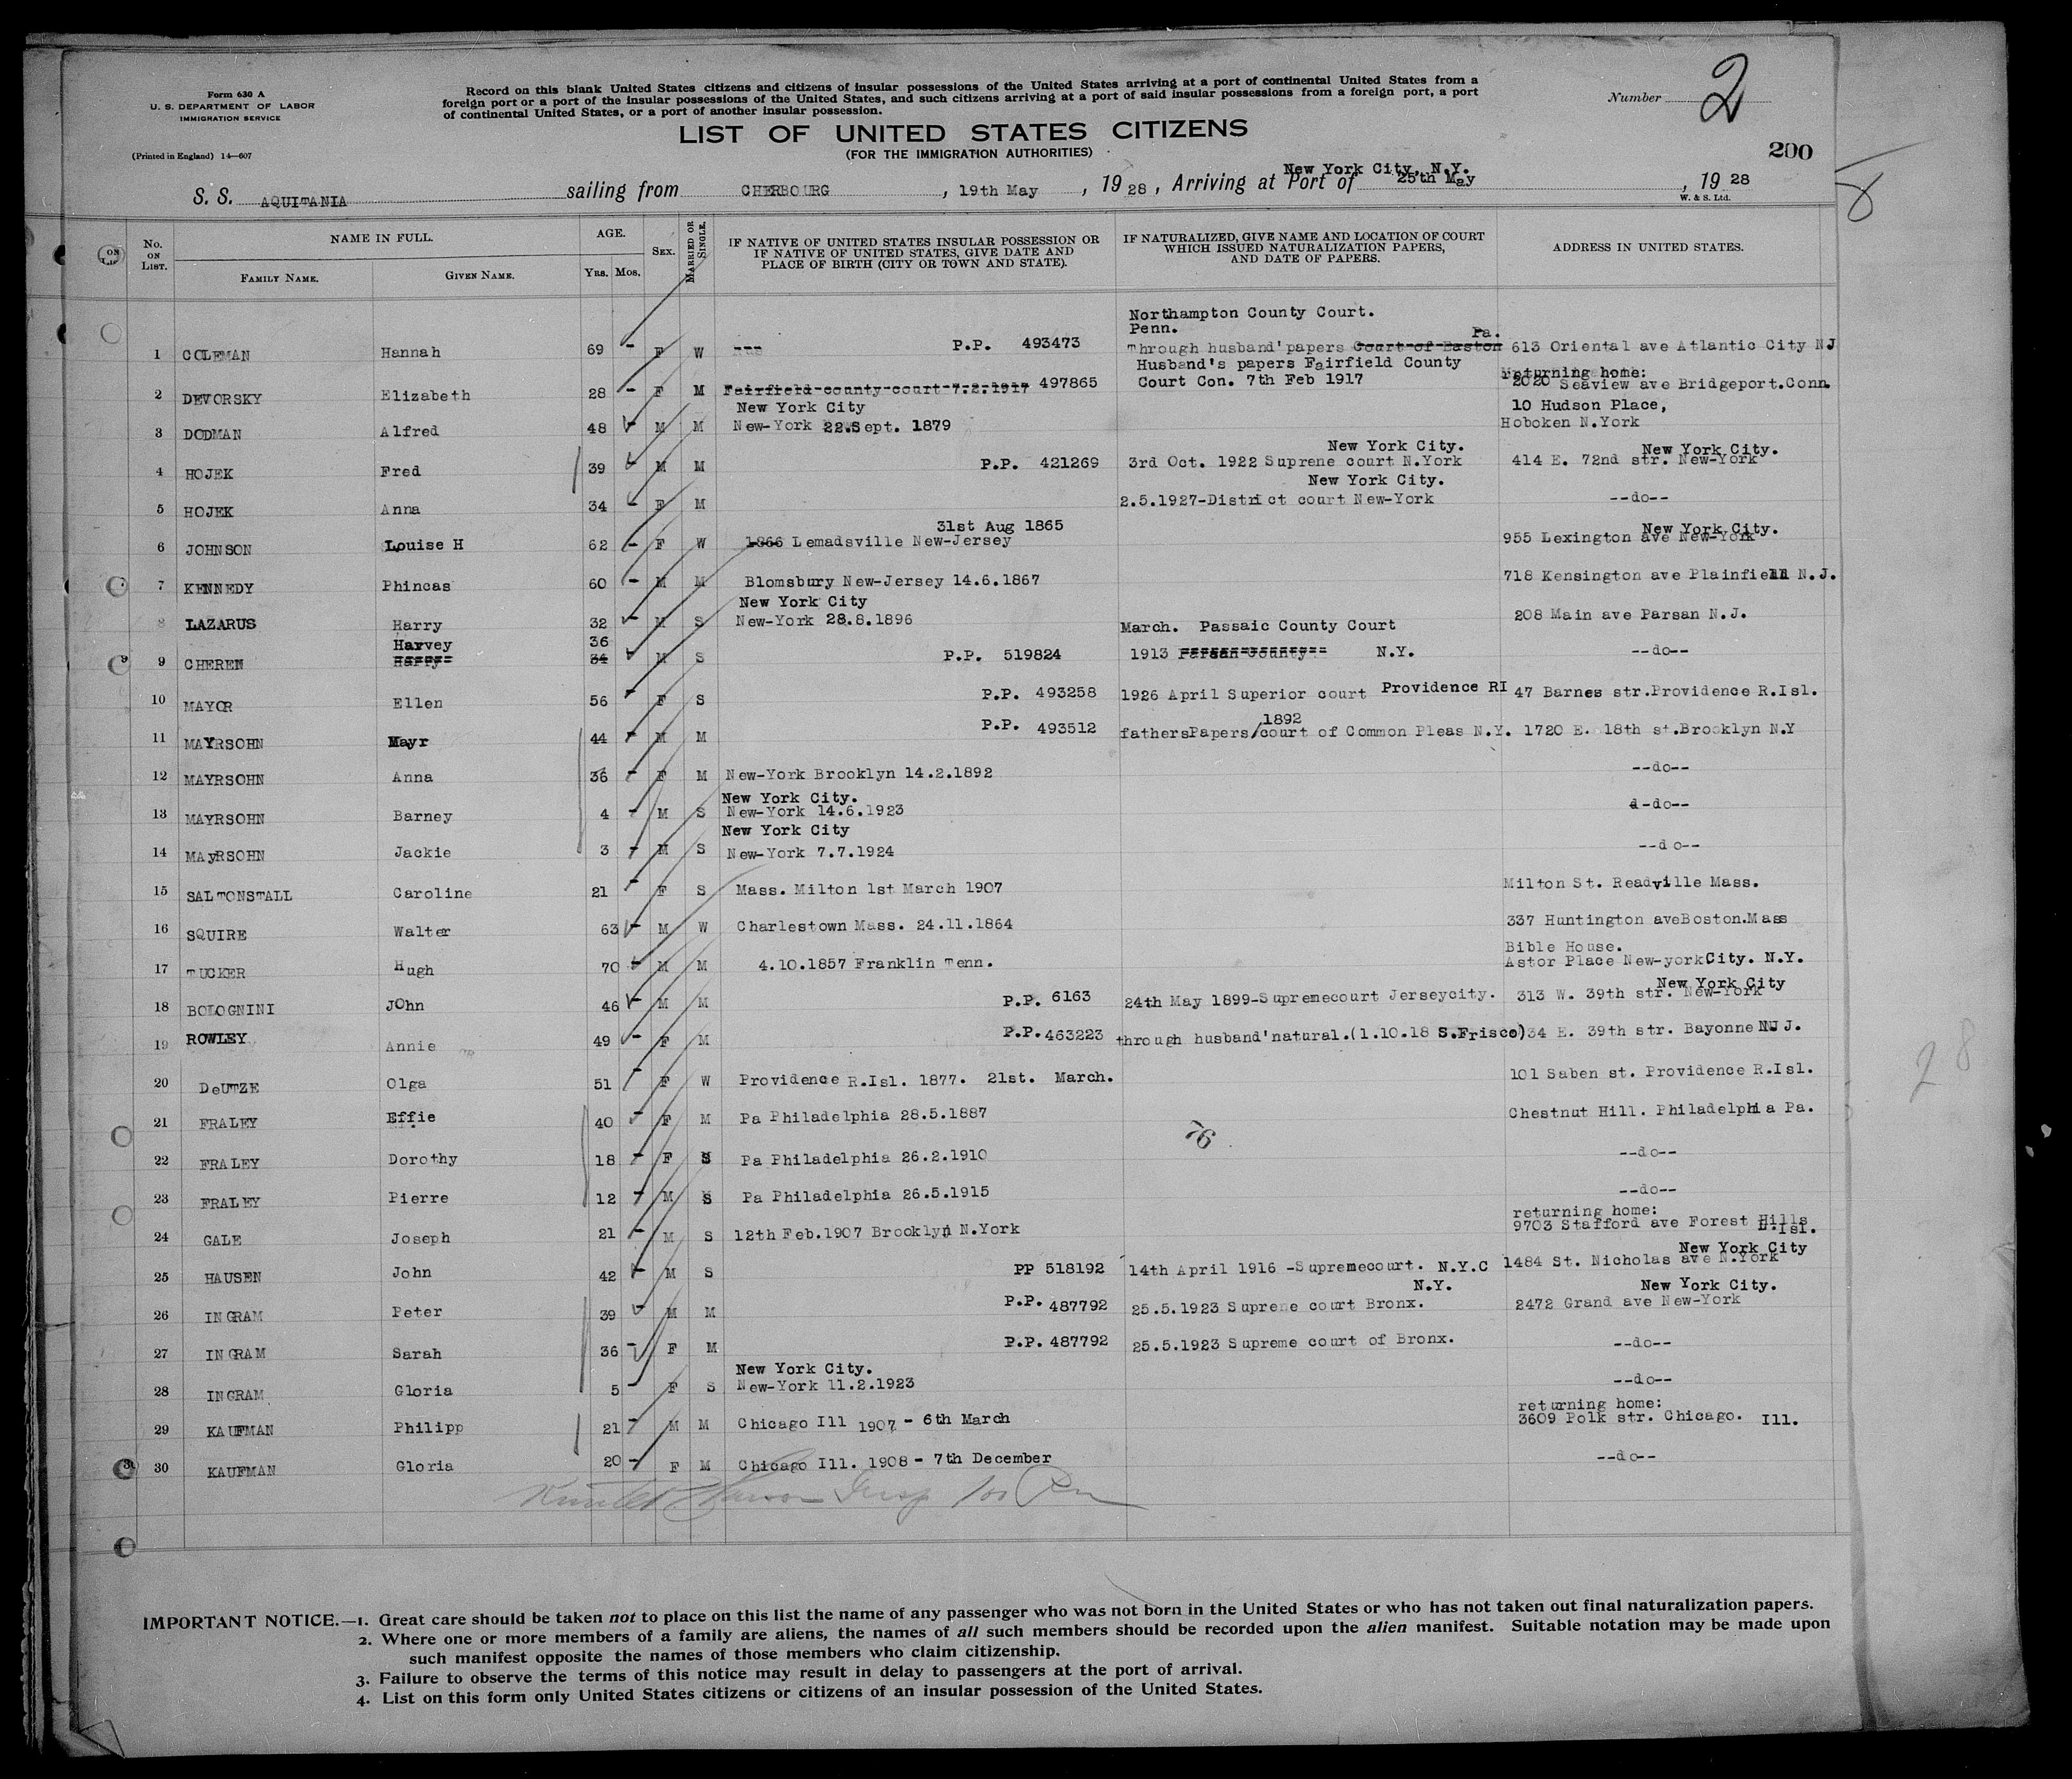 Form 630 A
U. S. DEPARTMENT OF LABOR
IMMIGRATION SERVICE
(Printed in England) 14—607
Record on this blank United States citizens and citizens of insular possessions of the United States arriving at a port of continental United States from a
foreign port or a port of the insular possessions of the United States, and such citizens arriving at a port of said insular possessions from a foreign port, a port
of continental United States, or a port of another insular possession.
LIST OF UNITED STATES CITIZENS
(FOR THE IMMIGRATION AUTHORITIES)
Number 2
200
8
S. S. AQUITANIA sailing from CHERBOURG, 19th May, 1928, Arriving at Port of New York City, N.Y. 25th May, 1928
W. & S. Ltd.
No. ON LIST. NAME IN FULL. FAMILY NAME. GIVEN NAME. AGE. Yrs. Mos. SEX. MARRIED OR SINGLE. IF NATIVE OF UNITED STATES INSULAR POSSESSION OR IF NATIVE OF UNITED STATES, GIVE DATE AND PLACE OF BIRTH (CITY OR TOWN AND STATE). IF NATURALIZED, GIVE NAME AND LOCATION OF COURT WHICH ISSUED NATURALIZATION PAPERS, AND DATE OF PAPERS. ADDRESS IN UNITED STATES.
Northampton County Court.
Penn. Pa.
1 COLEMAN Hannah 69 - F W --- P.P. 493473 Through husband'papers Court of Easton 613 Oriental ave Atlantic City NJ
Husband's papers Fairfield County returning home:
2 DEVORSKY Elizabeth 28 - F M Fairfield-county-court-7.2.1917 497865 Court Con. 7th Feb 1917 2020 Seaview ave Bridgeport.Conn.
New York City 10 Hudson Place,
3 DODMAN Alfred 48 - M M New-York 22.Sept. 1879 Hoboken N.York
New York City. New York City.
4 HOJEK Fred 39 - M M P.P. 421269 3rd Oct. 1922 Suprene court N.York 414 E. 72nd str. New-York
New York City.
5 HOJEK Anna 34 - F M 2.5.1927-District court New-York --do--
31st Aug 1865 New York City.
6 JOHNSON Louise H 62 - F W 1866 Lemadsville New-Jersey 955 Lexington ave New-York
7 KENNEDY Phincas 60 - M M Blomsbury New-Jersey 14.6.1867 718 Kensington ave Plainfield N.J.
New York City
8 LAZARUS Harry 32 - M S New-York 28.8.1896 208 Main ave Parsan N.J.
Harvey 36 March. Passaic County Court
9 CHEREN Harry 34 M S P.P. 519824 1913 Parsan County N.Y. --do--
10 MAYOR Ellen 56 - F S P.P. 493258 1926 April Superior court Providence RI 47 Barnes str.Providence R.Isl.
1892
11 MAYRSOHN Mayr 44 - M M P.P. 493512 fathersPapers/court of Common Pleas N.Y. 1720 E. 18th st.Brooklyn N.Y
12 MAYRSOHN Anna 36 - F M New-York Brooklyn 14.2.1892 --do--
New York City.
13 MAYRSOHN Barney 4 - M S New-York 14.6.1923 d-do--
New York City
14 MAyRSOHN Jackie 3 - M S New-York 7.7.1924 --do--
15 SALTONSTALL Caroline 21 - F S Mass. Milton 1st March 1907 Milton St. Readville Mass.
16 SQUIRE Walter 63 - M W Charlestown Mass. 24.11.1864 337 Huntington aveBoston.Mass
Bible House.
17 TUCKER Hugh 70 - M M 4.10.1857 Franklin Tenn. Astor Place New-yorkCity. N.Y.
New York City
18 BOLOGNINI JOhn 46 - M M P.P. 6163 24th May 1899-Supremecourt Jerseycity. 313 W. 39th str. New-York
19 ROWLEY Annie 49 - F M P.P. 463223 through husband'natural.(1.10.18 S.Frisco) 34 E. 39th str. Bayonne NJ J.
20 DeUTZE Olga 51 - F W Providence R.Isl. 1877. 21st. March. 101 Saben st. Providence R.Isl.
21 FRALEY Effie 40 - F M Pa Philadelphia 28.5.1887 Chestnut Hill. Philadelphia Pa.
76
22 FRALEY Dorothy 18 - F S Pa Philadelphia 26.2.1910 --do--
23 FRALEY Pierre 12 - M S Pa Philadelphia 26.5.1915 --do--
returning home:
24 GALE Joseph 21 - M S 12th Feb.1907 Brooklyn N.York 9703 Stafford ave Forest Hills L.Isl.
New York City
25 HAUSEN John 42 - M S PP 518192 14th April 1916 -Supremecourt. N.Y.C 1484 St. Nicholas ave N.York
N.Y. New York City.
26 INGRAM Peter 39 - M M P.P. 487792 25.5.1923 Suprene court Bronx. 2472 Grand ave New-York
27 INGRAM Sarah 36 - F M P.P. 487792 25.5.1923 Supreme court of Bronx. --do--
New York City.
28 INGRAM Gloria 5 - F S New-York 11.2.1923 --do--
returning home:
29 KAUFMAN Philipp 21 - M M Chicago Ill 1907 - 6th March 3609 Polk str. Chicago. Ill.
30 KAUFMAN Gloria 20 - F M Chicago Ill. 1908 - 7th December --do--
28
IMPORTANT NOTICE.—1. Great care should be taken not to place on this list the name of any passenger who was not born in the United States or who has not taken out final naturalization papers.
2. Where one or more members of a family are aliens, the names of all such members should be recorded upon the alien manifest. Suitable notation may be made upon
such manifest opposite the names of those members who claim citizenship.
3. Failure to observe the terms of this notice may result in delay to passengers at the port of arrival.
4. List on this form only United States citizens or citizens of an insular possession of the United States.